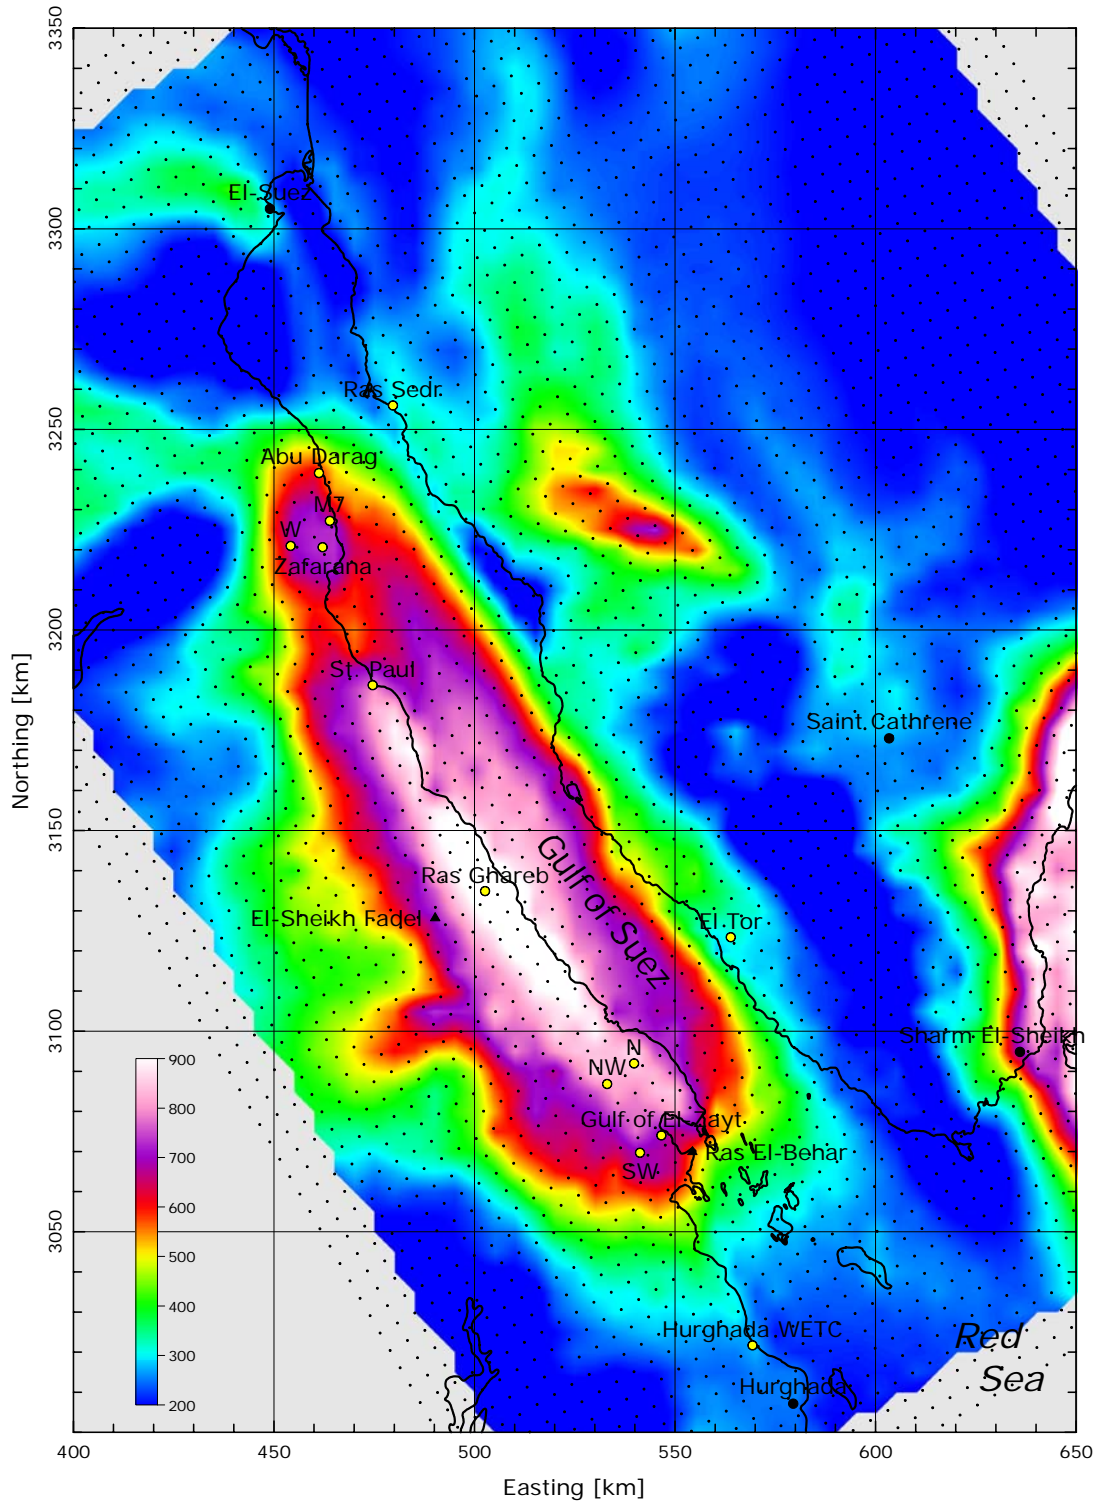 3350
El-Suez
3300
Ras Sedr
3250
Abu Darag
M7
W
Zafarana
3200
St. Paul
Saint Cathrene
Northing [km]
3150
Gulf of Suez
Ras Ghareb
El-Sheikh Fadel
El Tor
3100
Sharm El-Sheikh
N
NW
Gulf of El-Zayt
Ras El-Behar
SW
900
800
700
600
500
400
300
200
3050
Hurghada WETC
Red
Sea
Hurghada
400
450
500
550
600
650
Easting [km]